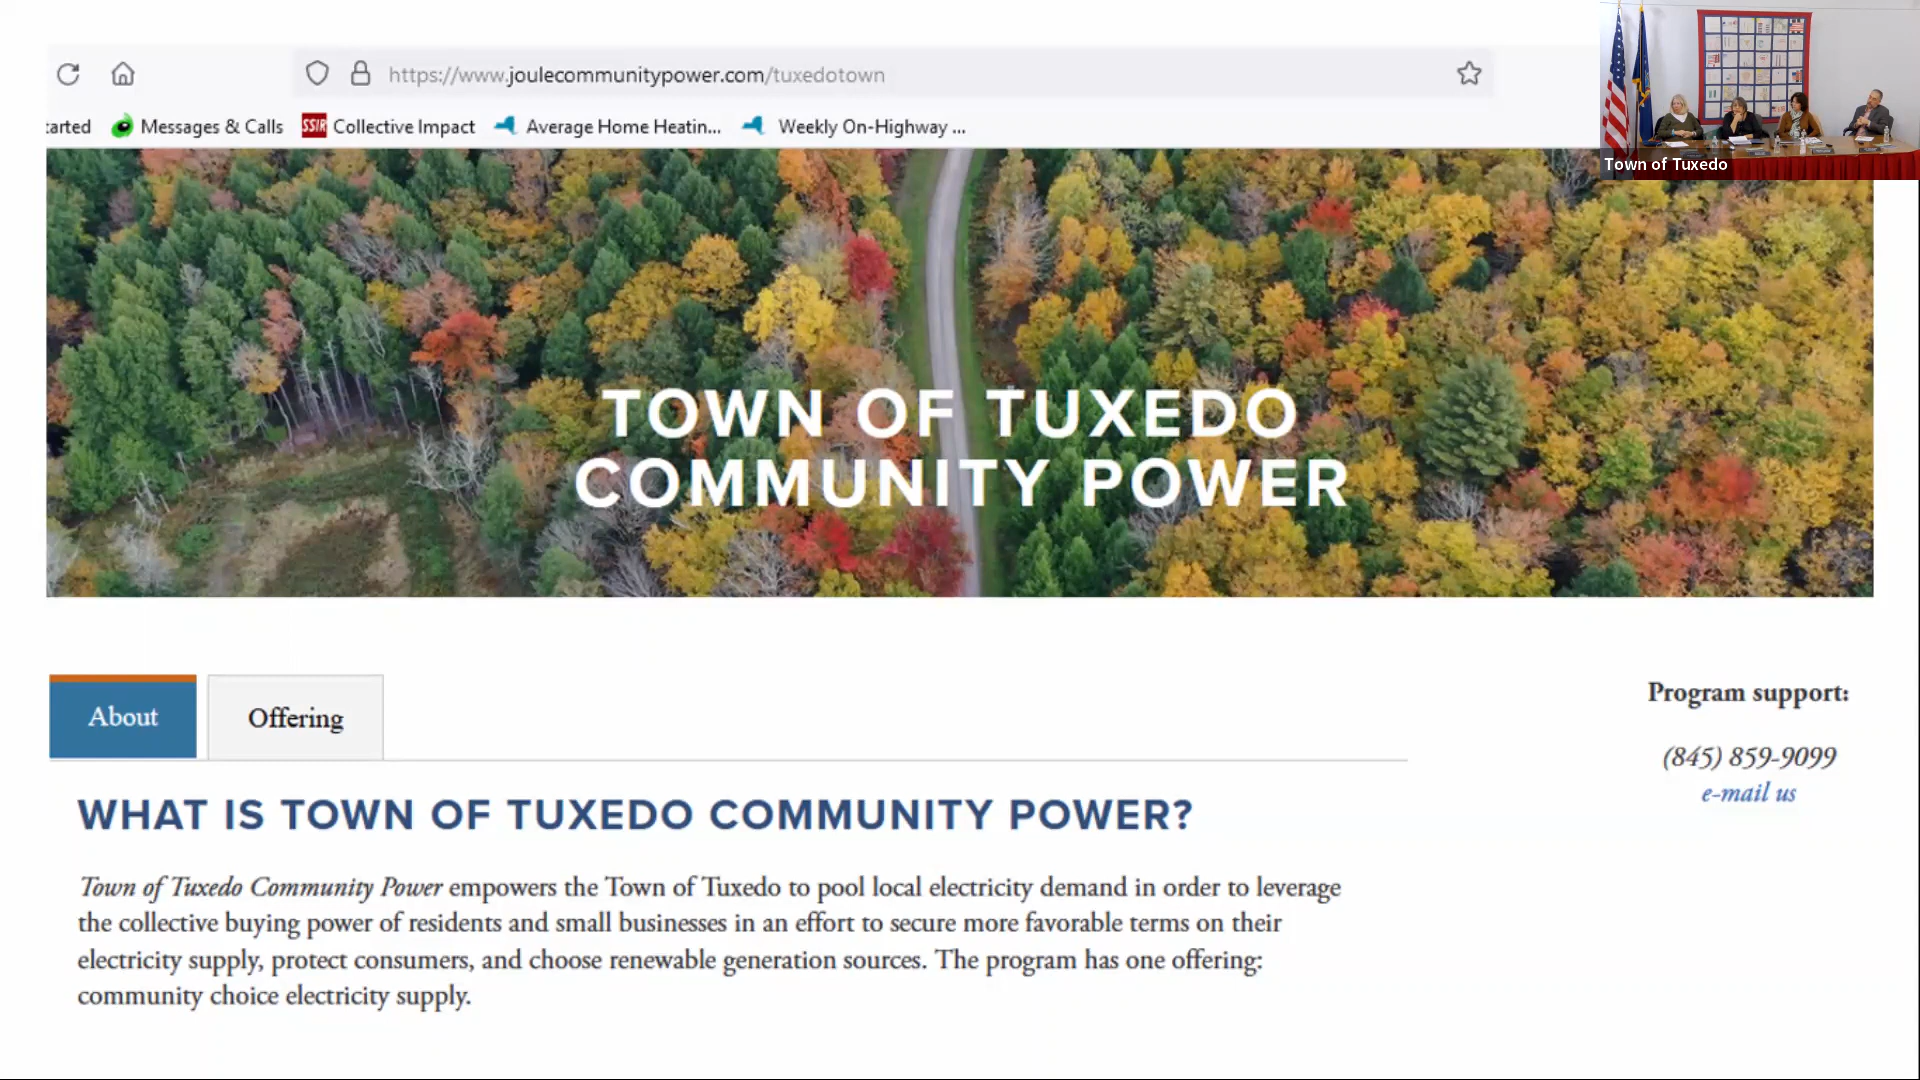 https://www.joulecommunitypower.com/tuxedotown
tarted Messages & Calls SSIR Collective Impact Average Home Heatin... Weekly On-Highway ...
Town of Tuxedo
TOWN OF TUXEDO
COMMUNITY POWER
About Offering
Program support:
(845) 859-9099
e-mail us
WHAT IS TOWN OF TUXEDO COMMUNITY POWER?
Town of Tuxedo Community Power empowers the Town of Tuxedo to pool local electricity demand in order to leverage
the collective buying power of residents and small businesses in an effort to secure more favorable terms on their
electricity supply, protect consumers, and choose renewable generation sources. The program has one offering:
community choice electricity supply.